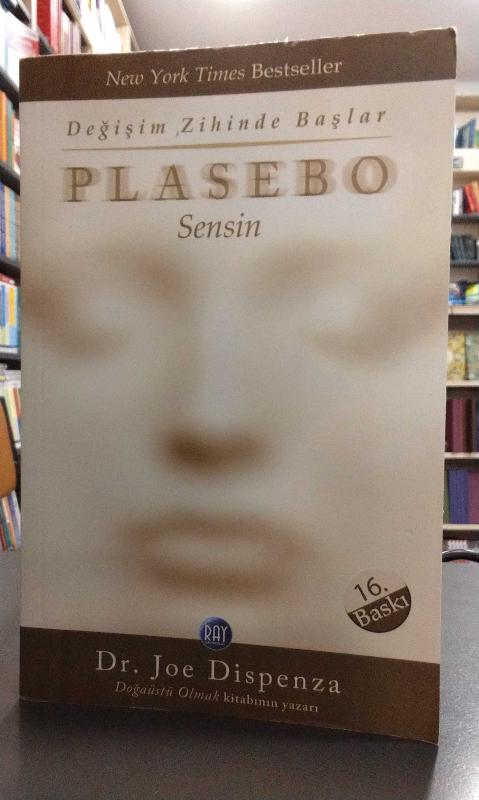 New York Times Bestseller
Değişim Zihinde Başlar
PLASEBO
Sensin
16.
Baskı
RAY
Dr. Joe Dispenza
Doğaüstü Olmak kitabının yazarı